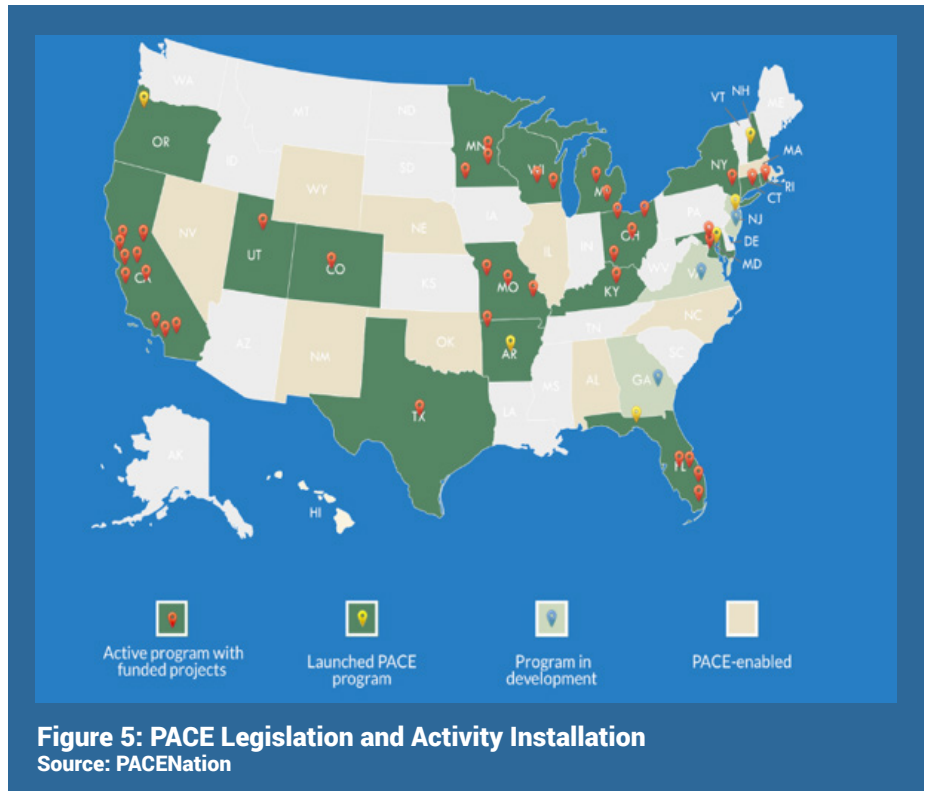 WA
MT
ND
MN
VT
NH
ME
OR
ID
SD
WI
MI
NY
MA
RI
CT
WY
IA
PA
NJ
NV
NE
IL
IN
OH
DE
MD
UT
CO
KS
MO
WV
VA
KY
CA
AZ
NM
OK
AR
TN
NC
SC
MS
AL
GA
TX
LA
FL
AK
HI
Active program with
funded projects
Launched PACE
program
Program in
development
PACE-enabled
Figure 5: PACE Legislation and Activity Installation
Source: PACENation